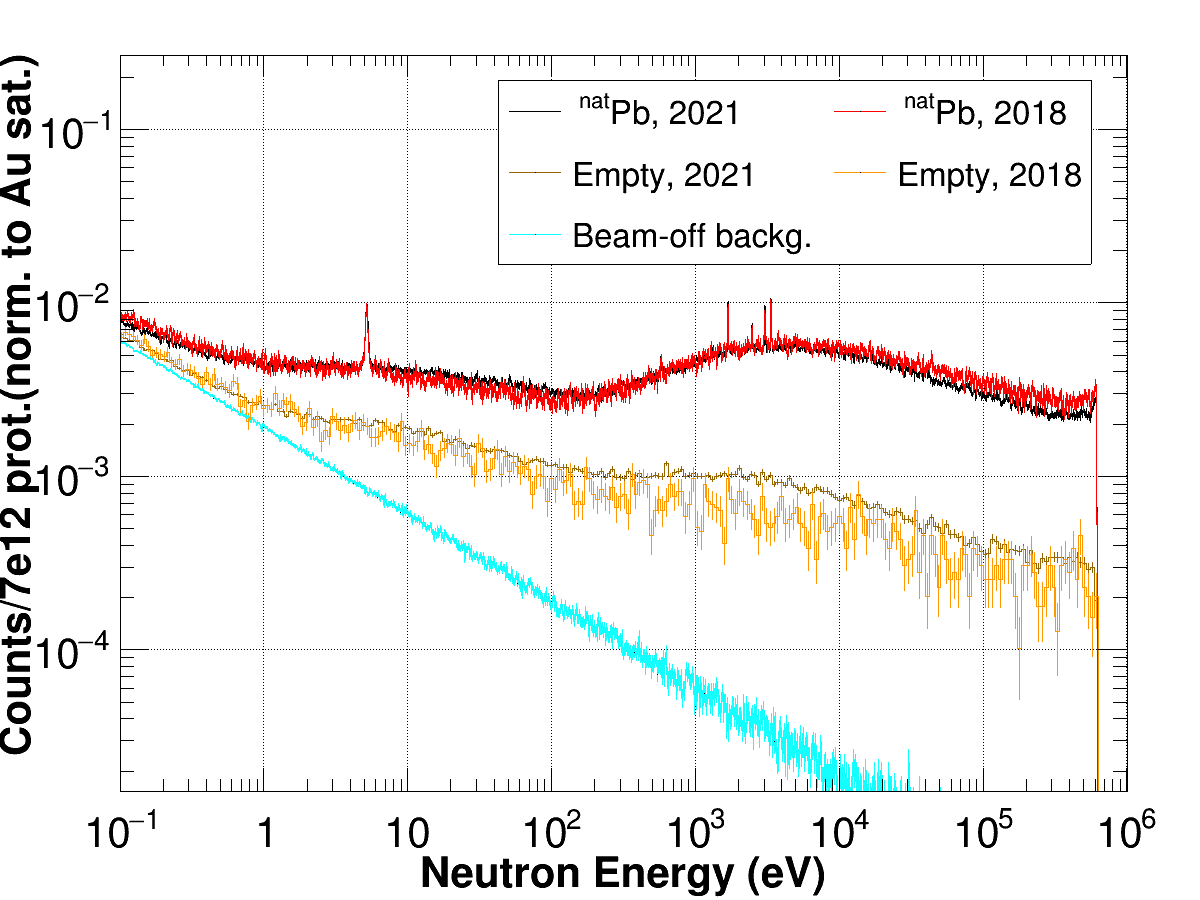 Counts/7e12 prot.(norm. to Au sat.)
10⁻¹
10⁻²
10⁻³
10⁻⁴
natPb, 2021 natPb, 2018
Empty, 2021 Empty, 2018
Beam-off backg.
10⁻¹ 1 10 10² 10³ 10⁴ 10⁵ 10⁶
Neutron Energy (eV)